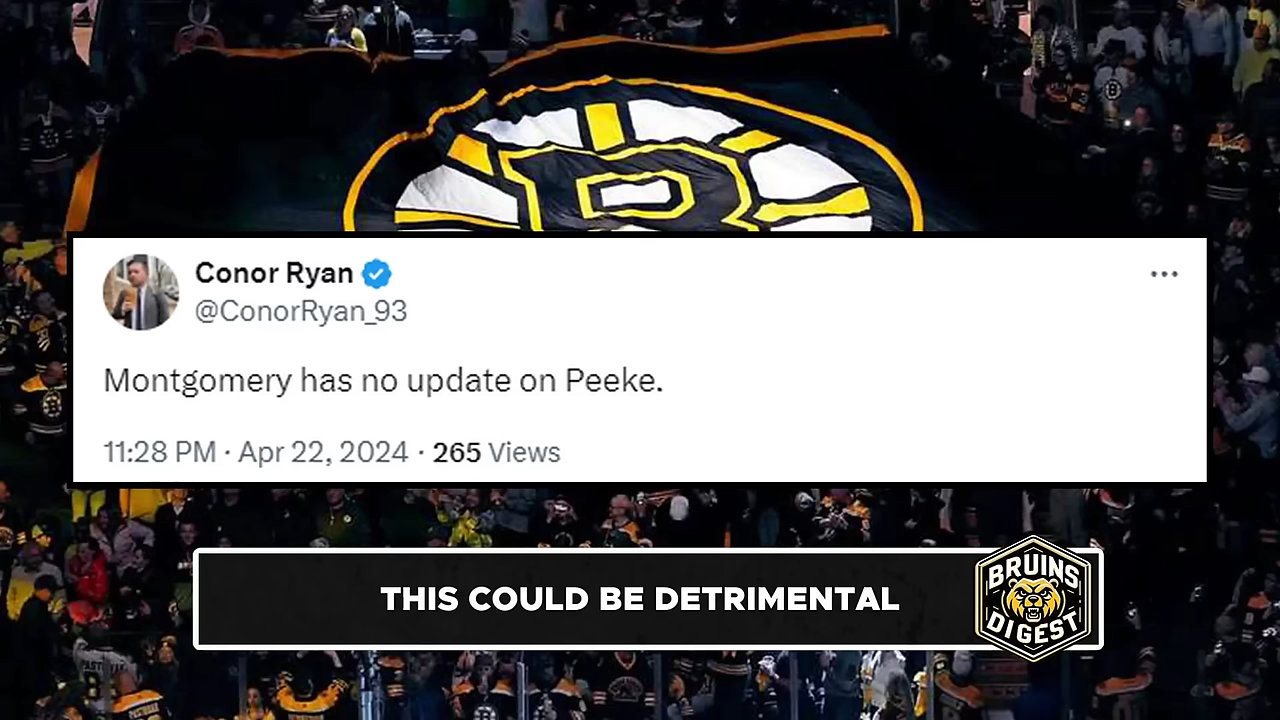 B
Conor Ryan
@ConorRyan_93
Montgomery has no update on Peeke.
11:28 PM · Apr 22, 2024 · 265 Views
THIS COULD BE DETRIMENTAL
BRUINS
DIGEST